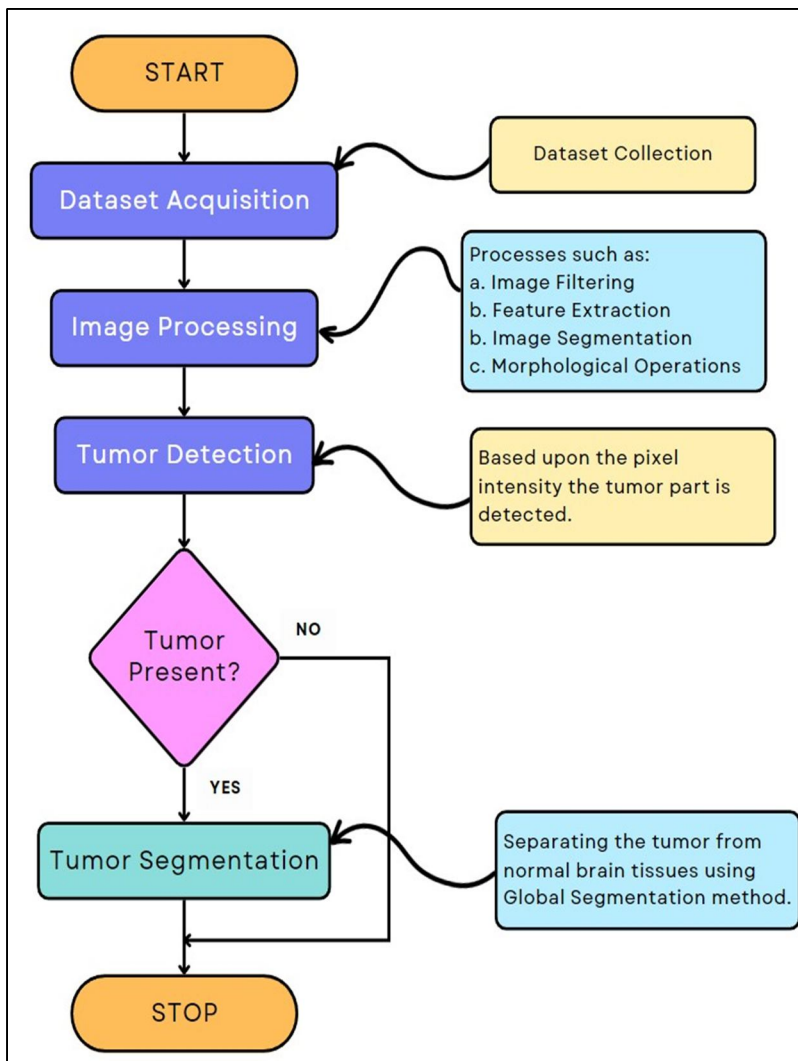 START
Dataset Acquisition
Dataset Collection
Image Processing
Processes such as:
a. Image Filtering
b. Feature Extraction
b. Image Segmentation
c. Morphological Operations
Tumor Detection
Based upon the pixel
intensity the tumor part is
detected.
Tumor
Present?
NO
YES
Tumor Segmentation
Separating the tumor from
normal brain tissues using
Global Segmentation method.
STOP